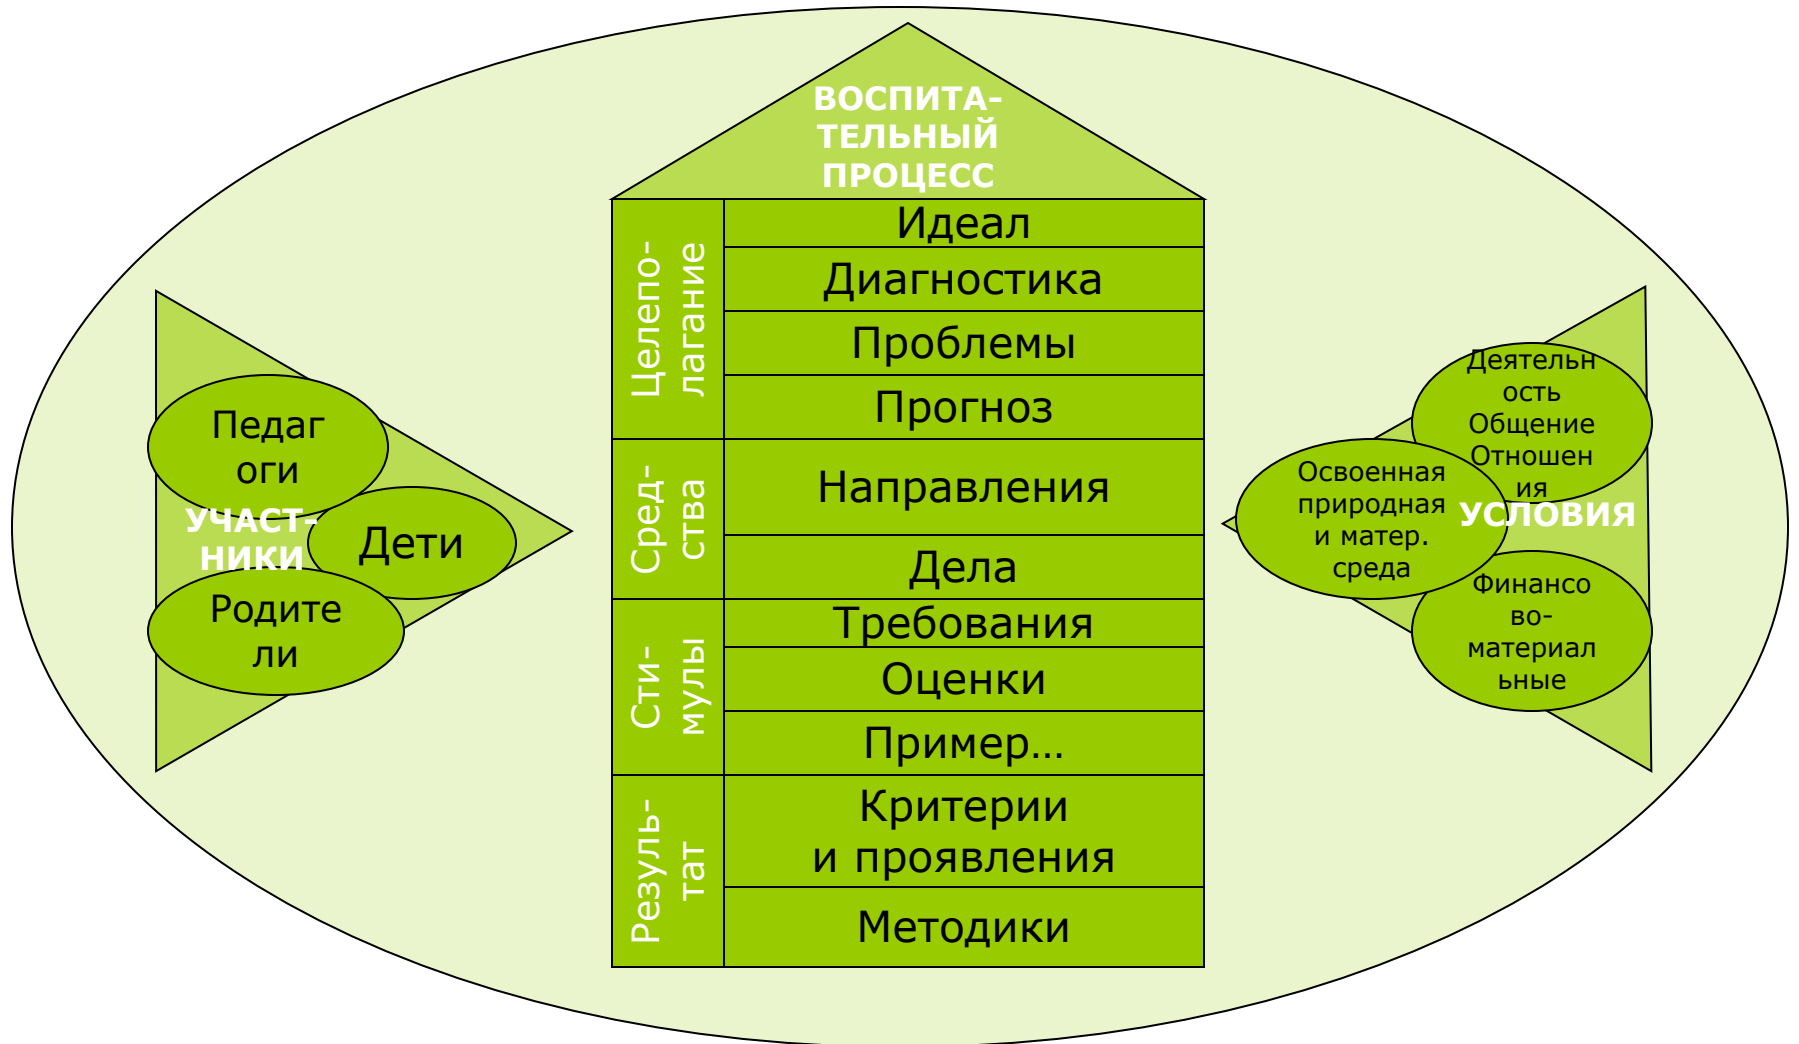 ВОСПИТА-
ТЕЛЬНЫЙ
ПРОЦЕСС
Целепо-
лагание
Идеал
Диагностика
Проблемы
Прогноз
Сред-
ства
Направления
Дела
Сти-
мулы
Требования
Оценки
Пример...
Резуль-
тат
Критерии
и проявления
Методики
Педаг
оги
УЧАСТ-
НИКИ
Дети
Родите
ли
Деятельн
ость
Общение
Отношен
ия
Освоенная
природная
и матер.
среда
УСЛОВИЯ
Финансо
во-
материал
ьные